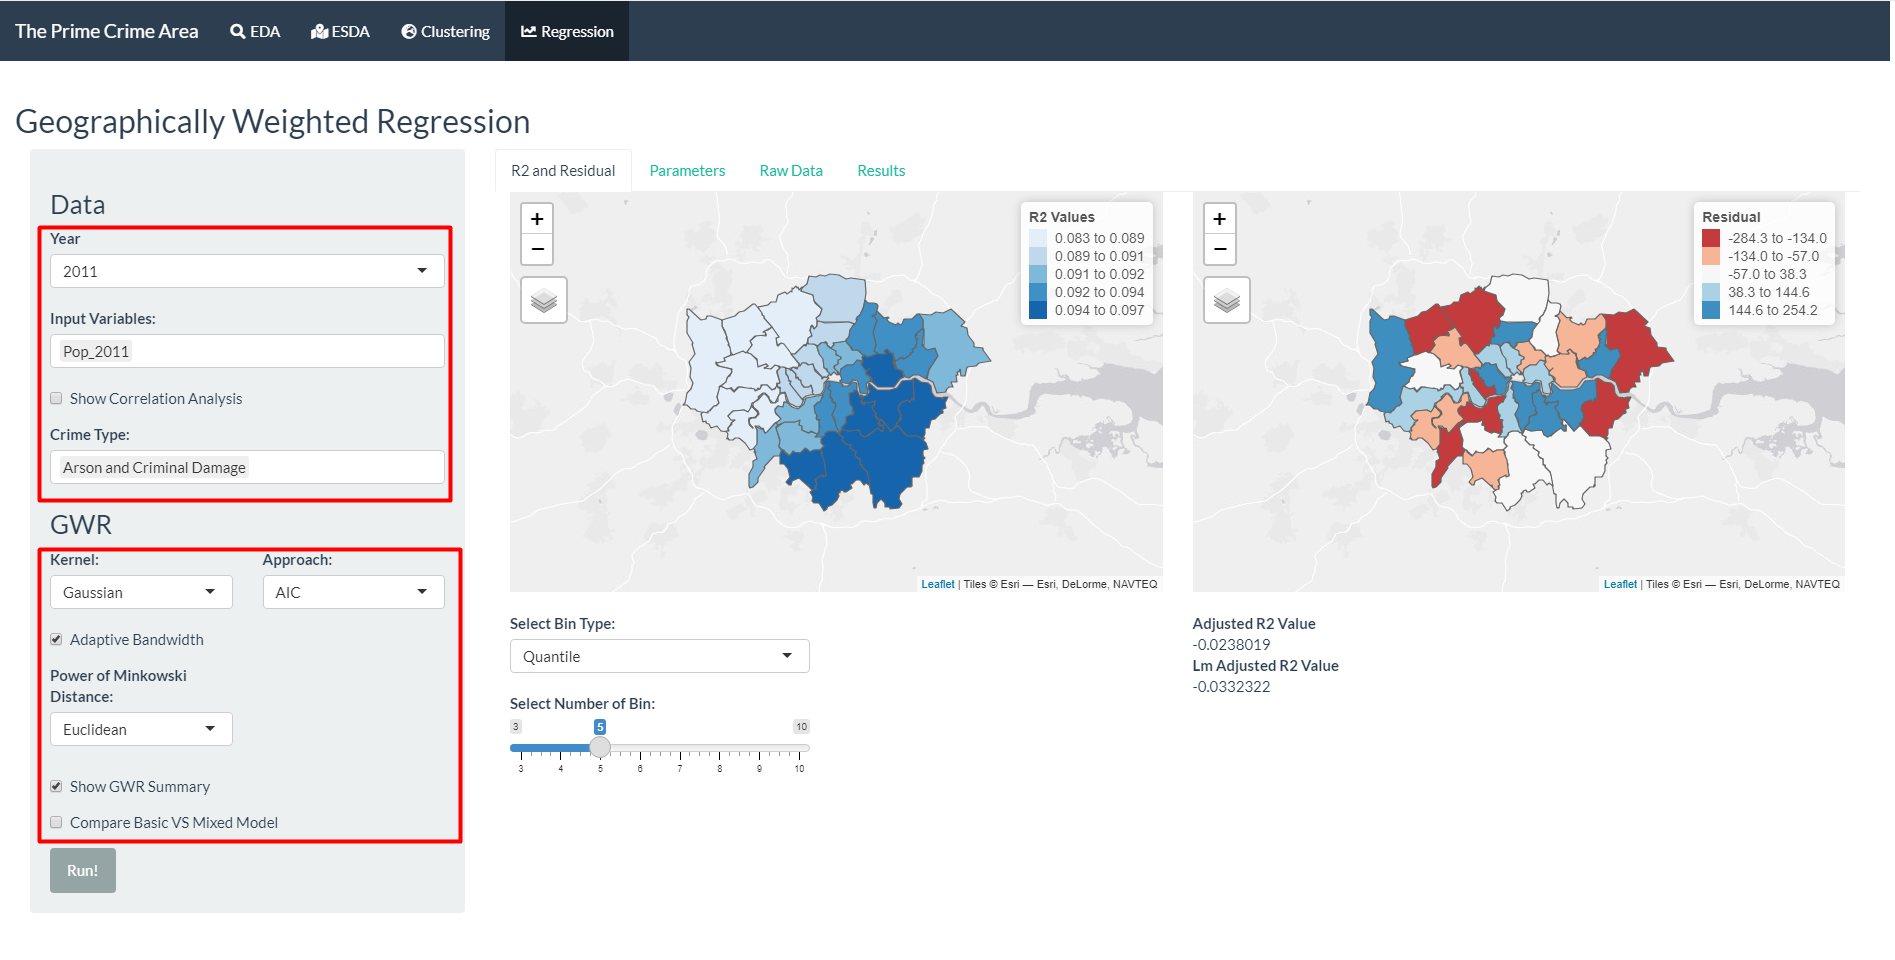 The Prime Crime Area
EDA
ESDA
Clustering
Regression
Geographically Weighted Regression
Data
Year
2011
Input Variables:
Pop_2011
Show Correlation Analysis
Crime Type:
Arson and Criminal Damage
GWR
Kernel:
Approach:
Gaussian
AIC
Adaptive Bandwidth
Power of Minkowski
Distance:
Euclidean
Show GWR Summary
Compare Basic VS Mixed Model
Run!
R2 and Residual
Parameters
Raw Data
Results
+
−
R2 Values
0.083 to 0.089
0.089 to 0.091
0.091 to 0.092
0.092 to 0.094
0.094 to 0.097
Leaflet | Tiles © Esri — Esri, DeLorme, NAVTEQ
+
−
Residual
-284.3 to -134.0
-134.0 to -57.0
-57.0 to 38.3
38.3 to 144.6
144.6 to 254.2
Leaflet | Tiles © Esri — Esri, DeLorme, NAVTEQ
Select Bin Type:
Quantile
Select Number of Bin:
3 5 10
3 4 5 6 7 8 9 10
Adjusted R2 Value
-0.0238019
Lm Adjusted R2 Value
-0.0332322